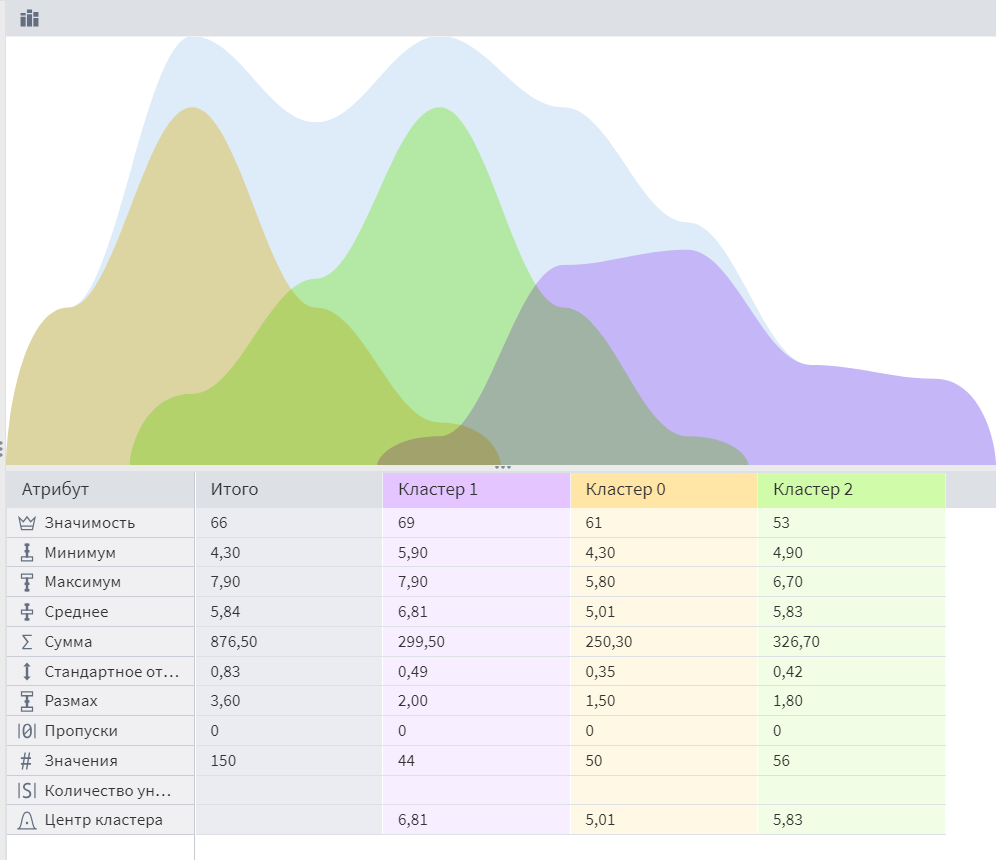 Атрибут Итого Кластер 1 Кластер 0 Кластер 2
Значимость 66 69 61 53
Минимум 4,30 5,90 4,30 4,90
Максимум 7,90 7,90 5,80 6,70
Среднее 5,84 6,81 5,01 5,83
Сумма 876,50 299,50 250,30 326,70
Стандартное от... 0,83 0,49 0,35 0,42
Размах 3,60 2,00 1,50 1,80
Пропуски 0 0 0 0
Значения 150 44 50 56
Количество ун...
Центр кластера 6,81 5,01 5,83